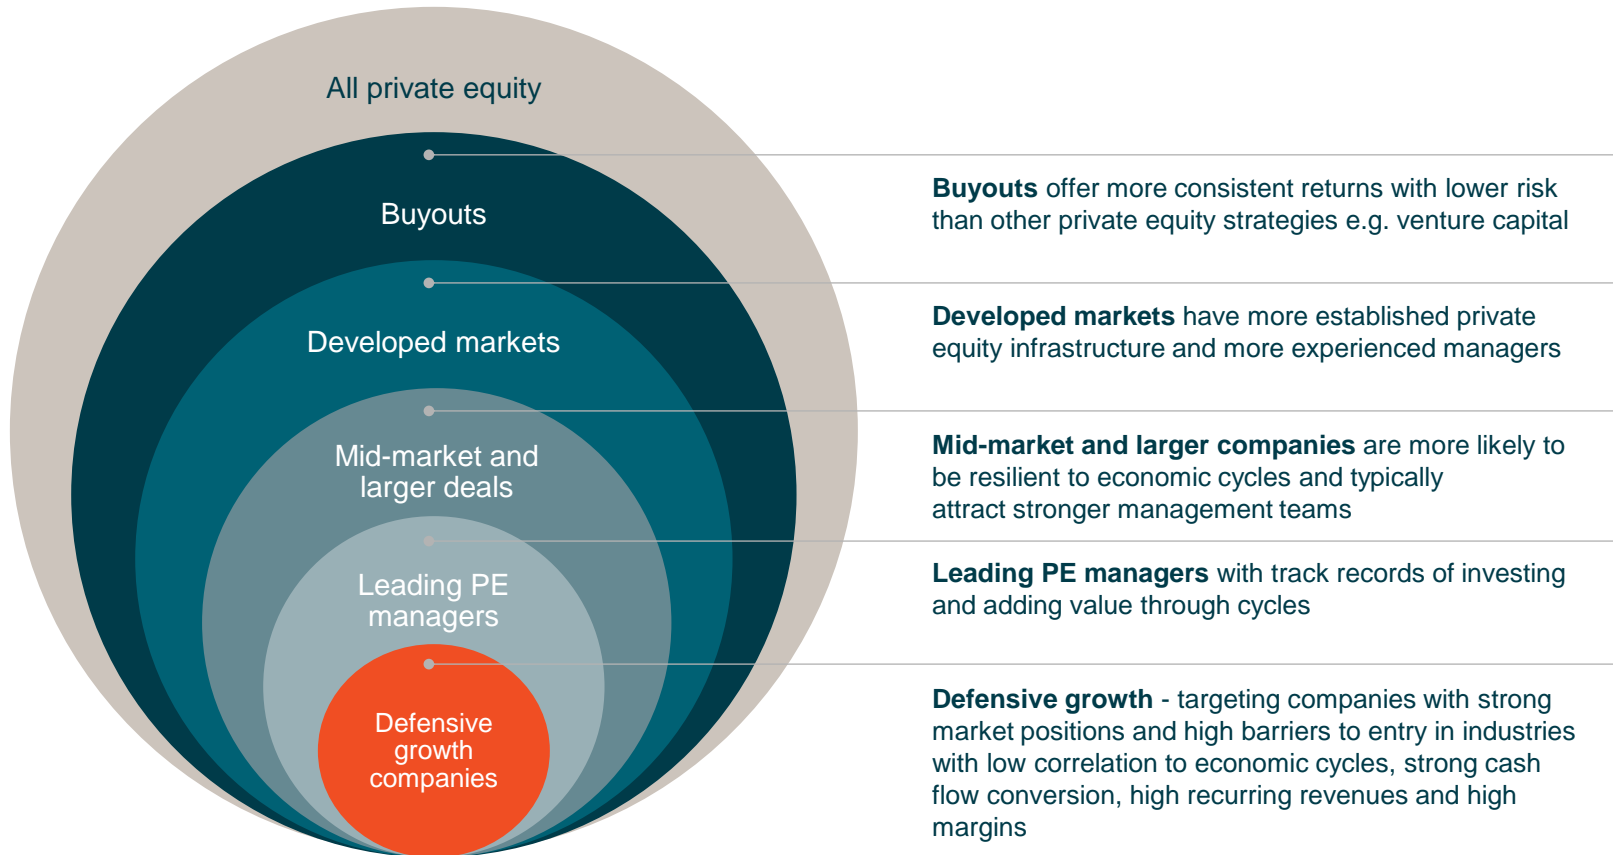 All private equity
Buyouts
Developed markets
Mid-market and
larger deals
Leading PE
managers
Defensive
growth
companies
Buyouts offer more consistent returns with lower risk
than other private equity strategies e.g. venture capital
Developed markets have more established private
equity infrastructure and more experienced managers
Mid-market and larger companies are more likely to
be resilient to economic cycles and typically
attract stronger management teams
Leading PE managers with track records of investing
and adding value through cycles
Defensive growth - targeting companies with strong
market positions and high barriers to entry in industries
with low correlation to economic cycles, strong cash
flow conversion, high recurring revenues and high
margins